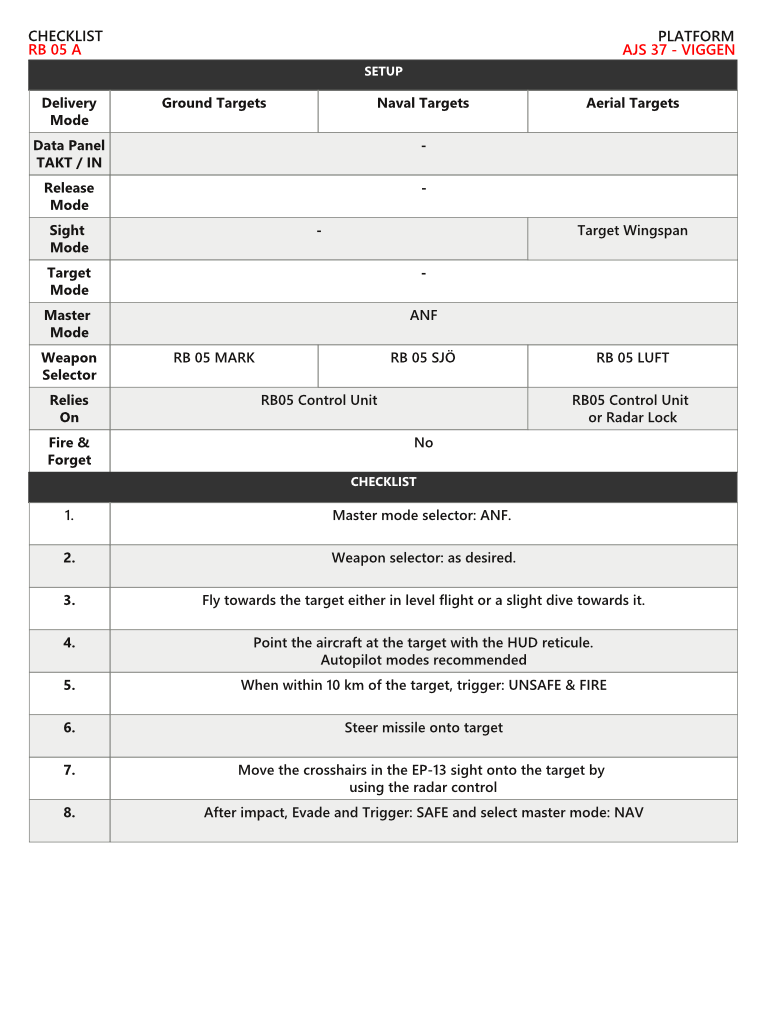 CHECKLIST
PLATFORM
RB 05 A
AJS 37 - VIGGEN
SETUP
Delivery Mode
Ground Targets
Naval Targets
Aerial Targets
Data Panel TAKT / IN
-
Release Mode
-
Sight Mode
-
Target Wingspan
Target Mode
-
Master Mode
ANF
Weapon Selector
RB 05 MARK
RB 05 SJÖ
RB 05 LUFT
Relies On
RB05 Control Unit
RB05 Control Unit
or Radar Lock
Fire & Forget
No
CHECKLIST
1.
Master mode selector: ANF.
2.
Weapon selector: as desired.
3.
Fly towards the target either in level flight or a slight dive towards it.
4.
Point the aircraft at the target with the HUD reticule.
Autopilot modes recommended
5.
When within 10 km of the target, trigger: UNSAFE & FIRE
6.
Steer missile onto target
7.
Move the crosshairs in the EP-13 sight onto the target by
using the radar control
8.
After impact, Evade and Trigger: SAFE and select master mode: NAV